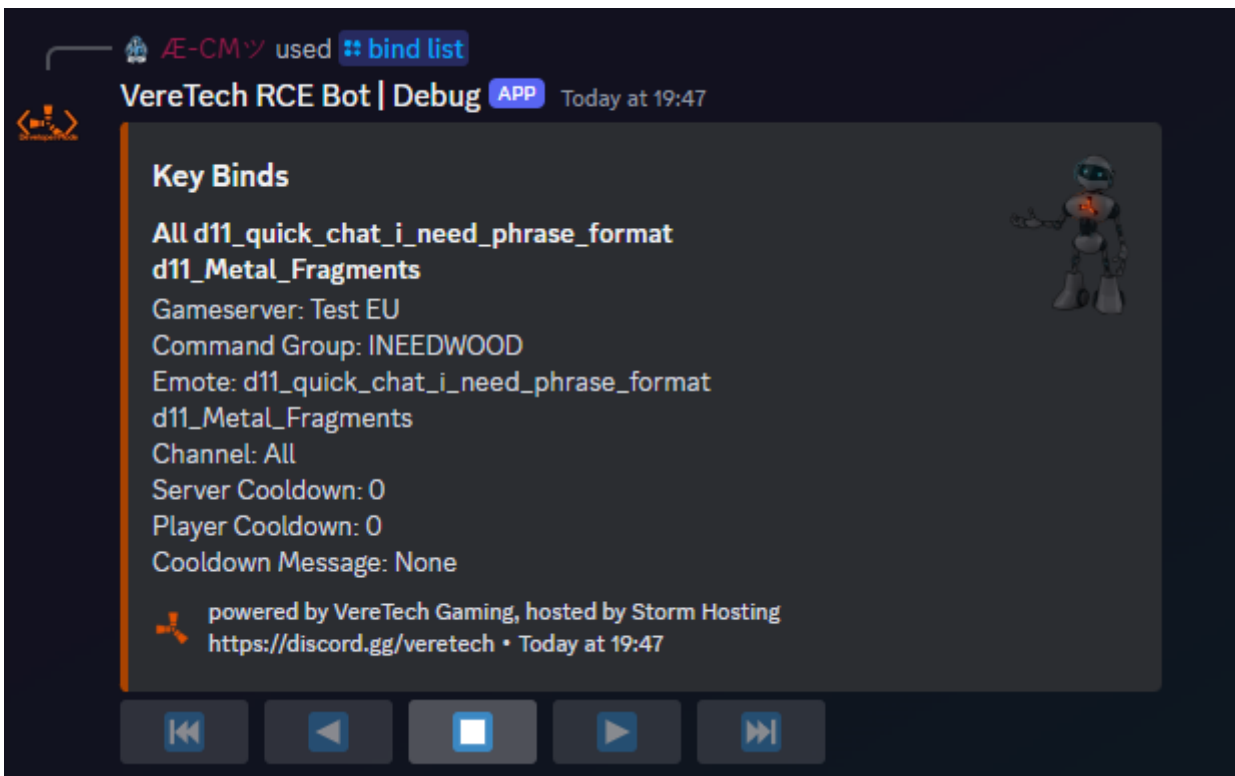 Æ-CMツ used bind list
VereTech RCE Bot | Debug APP Today at 19:47
Key Binds
All d11_quick_chat_i_need_phrase_format
d11_Metal_Fragments
Gameserver: Test EU
Command Group: INEEDWOOD
Emote: d11_quick_chat_i_need_phrase_format
d11_Metal_Fragments
Channel: All
Server Cooldown: 0
Player Cooldown: 0
Cooldown Message: None
powered by VereTech Gaming, hosted by Storm Hosting
https://discord.gg/veretech • Today at 19:47